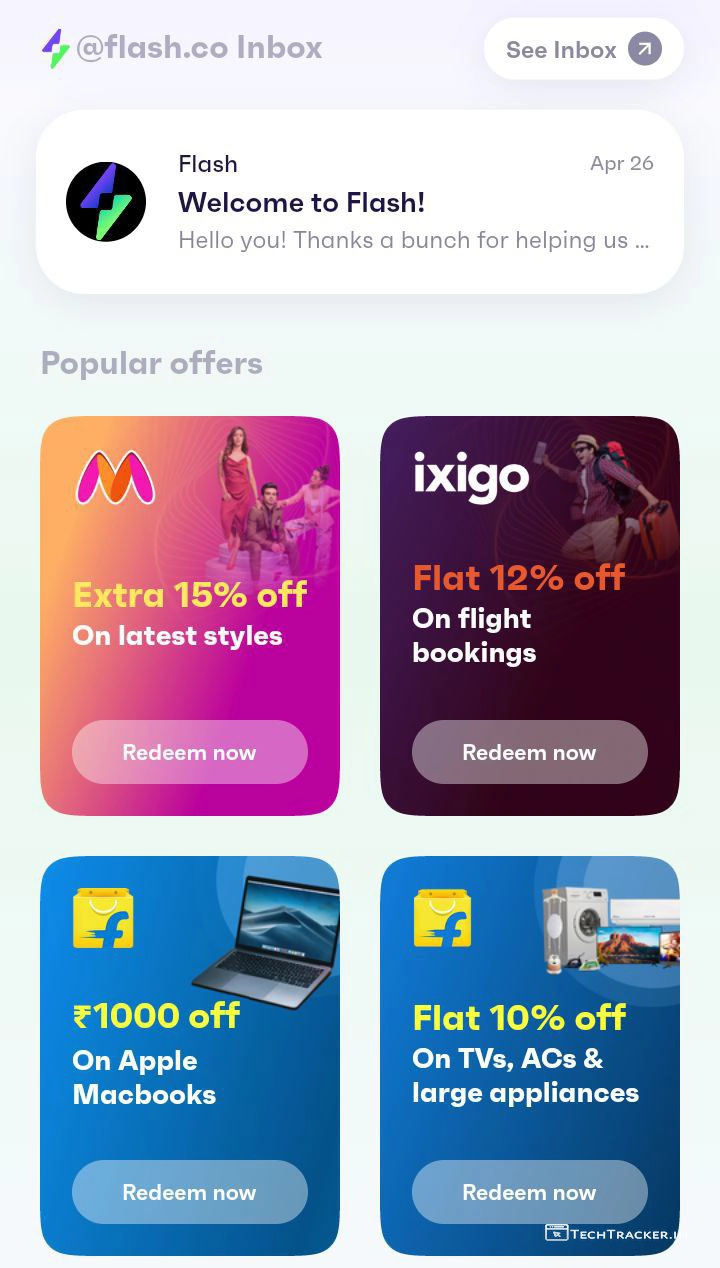 @flash.co Inbox
See Inbox
Flash
Apr 26
Welcome to Flash!
Hello you! Thanks a bunch for helping us ...
Popular offers
Extra 15% off
On latest styles
Redeem now
ixigo
Flat 12% off
On flight
bookings
Redeem now
₹1000 off
On Apple
Macbooks
Redeem now
Flat 10% off
On TVs, ACs &
large appliances
Redeem now
TechTracker.i